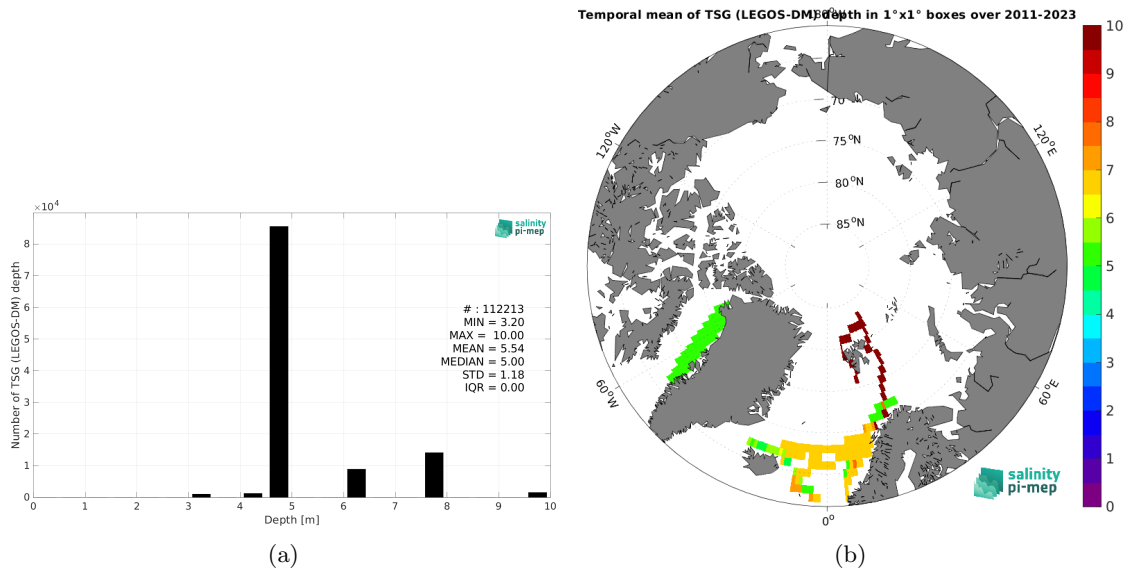 ×10⁴
8
7
6
5
4
3
2
1
0
Number of TSG (LEGOS-DM) depth
salinity
pi-mep
# : 112213
MIN = 3.20
MAX = 10.00
MEAN = 5.54
MEDIAN = 5.00
STD = 1.18
IQR = 0.00
0 1 2 3 4 5 6 7 8 9 10
Depth [m]
(a)
Temporal mean of TSG (LEGOS-DM) depth in 1°x1° boxes over 2011-2023
180°W
120°W
120°E
70
75°N
80°N
85°N
60°W
60°E
0°
salinity
pi-mep
10
9
8
7
6
5
4
3
2
1
0
(b)